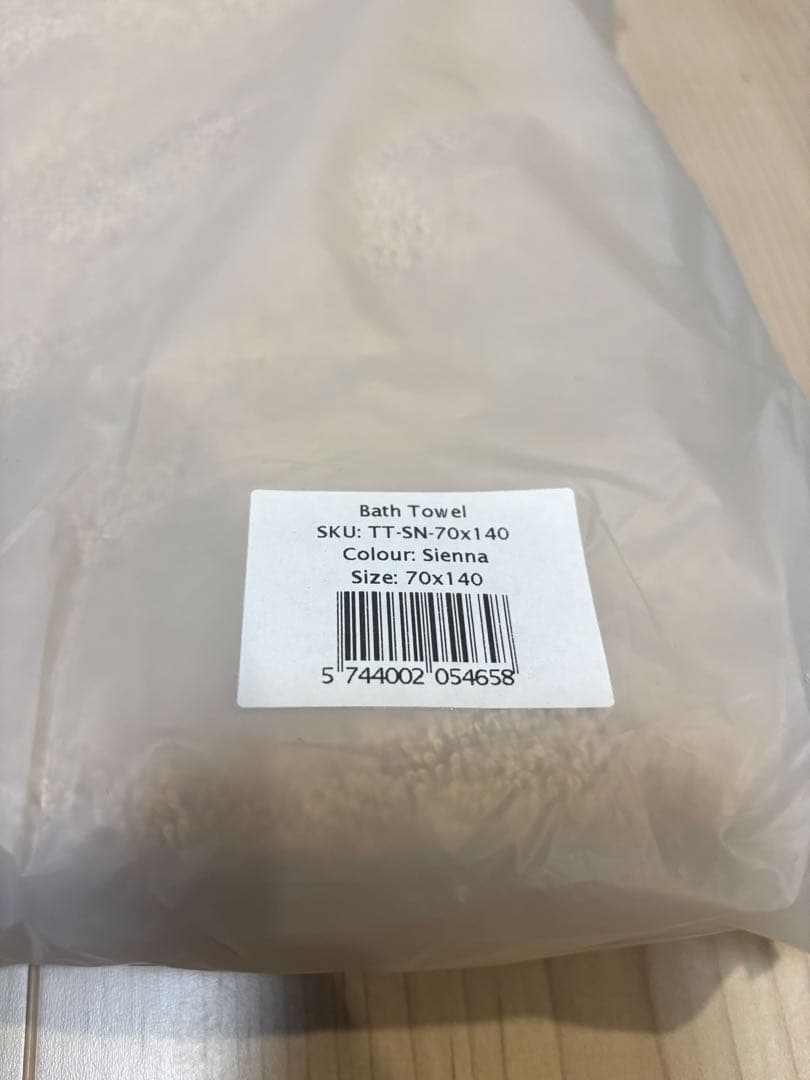 Bath Towel
SKU: TT-SN-70x140
Colour: Sienna
Size: 70x140
5 744002 054658